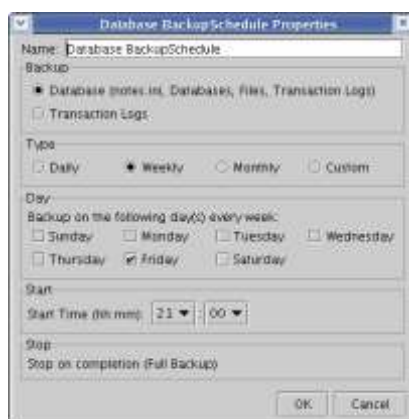 Database BackupSchedule Properties
Name: Database BackupSchedule
Backup
Database (notes.ini, Databases, Files, Transaction Logs)
Transaction Logs
Type
Daily Weekly Monthly Custom
Day
Backup on the following day(s) every week:
Sunday Monday Tuesday Wednesday
Thursday Friday Saturday
Start
Start Time (hh:mm): 21 : 00
Stop
Stop on completion (Full Backup)
OK Cancel